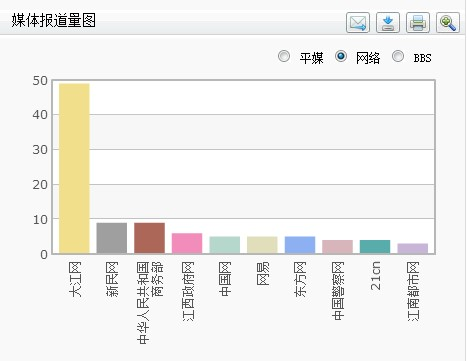 媒体报道量图
平媒 网络 BBS
50
40
30
20
10
0
大江网
新民网
中华人民共和国
商务部
江西政府网
中国网
网易
东方网
中国警察网
21cn
江南都市网